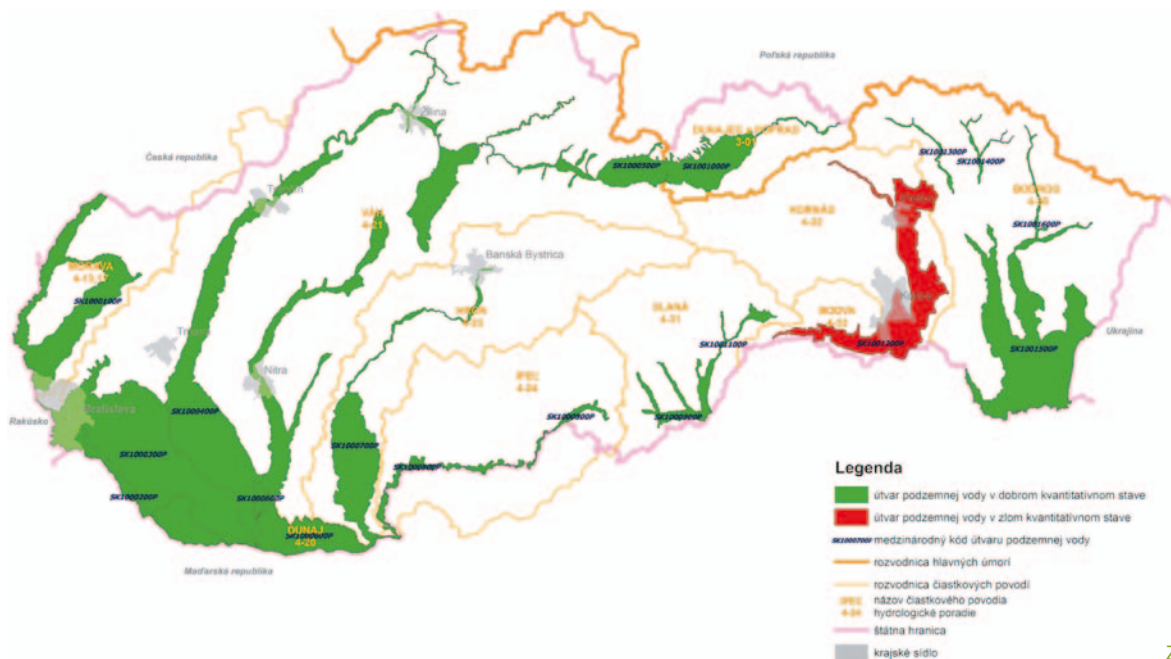 Poľská republika
Žilina
DUNAJEC a POPRAD
3-01
Česká republika
SK1000500P
SK1001000P
SK1001300P
SK1001400P
BODROG
Trenčín
VÁH
4-21
HORNÁD
4-32
SK1001600P
MORAVA
SK1000100P
Banská Bystrica
HRON
4-23
SLANÁ
4-31
BODVA
SK1001200P
Ukrajina
Trnava
SK1001100P
SK1001500P
Nitra
IPEĽ
4-24
Rakúsko
Bratislava
SK1000400P
SK1000300P
SK1000200P
SK1000700P
SK1000800P
SK1000900P
DUNAJ
4-20
Maďarská republika
Legenda
útvar podzemnej vody v dobrom kvantitatívnom stave
útvar podzemnej vody v zlom kvantitatívnom stave
SK1000700P medzinárodný kód útvaru podzemnej vody
rozvodnica hlavných úmorí
rozvodnica čiastkových povodí
IPEĽ názov čiastkového povodia
4-24 hydrologické poradie
štátna hranica
krajské sídlo